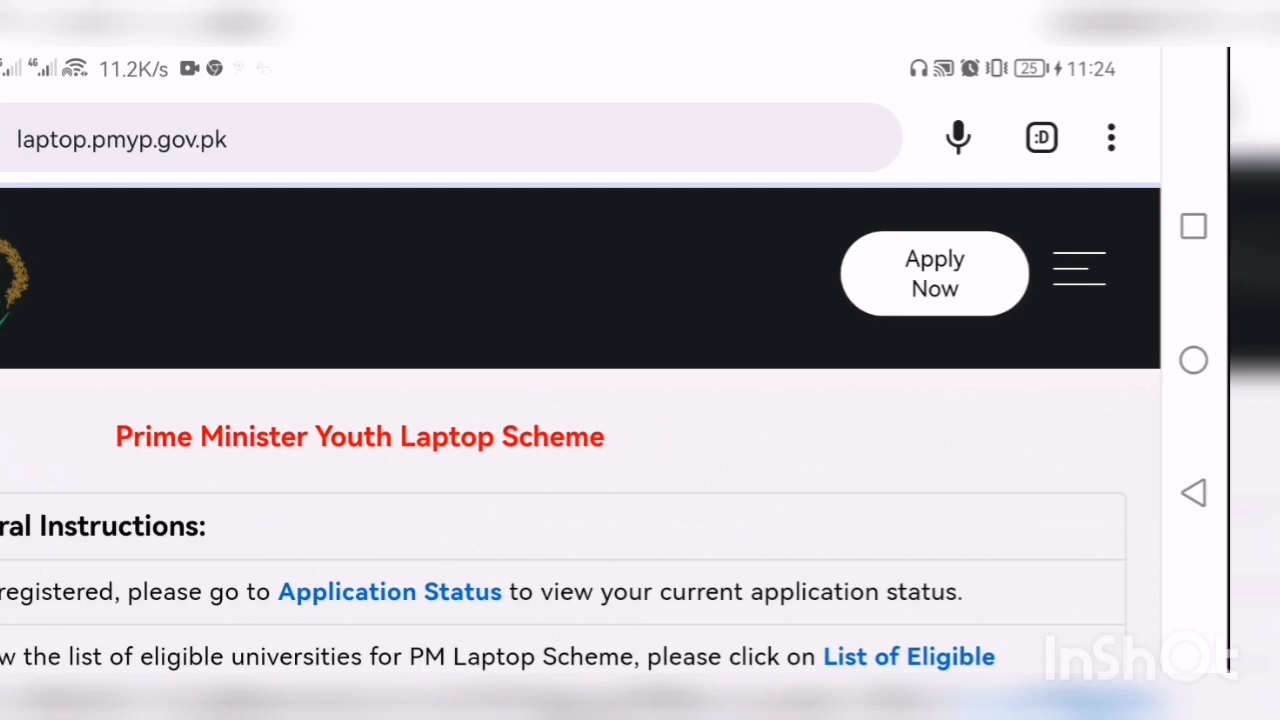 4G 11.2K/s 25 11:24
laptop.pmyp.gov.pk :D
Apply
Now
Prime Minister Youth Laptop Scheme
ral Instructions:
registered, please go to Application Status to view your current application status.
w the list of eligible universities for PM Laptop Scheme, please click on List of Eligible
InShOt